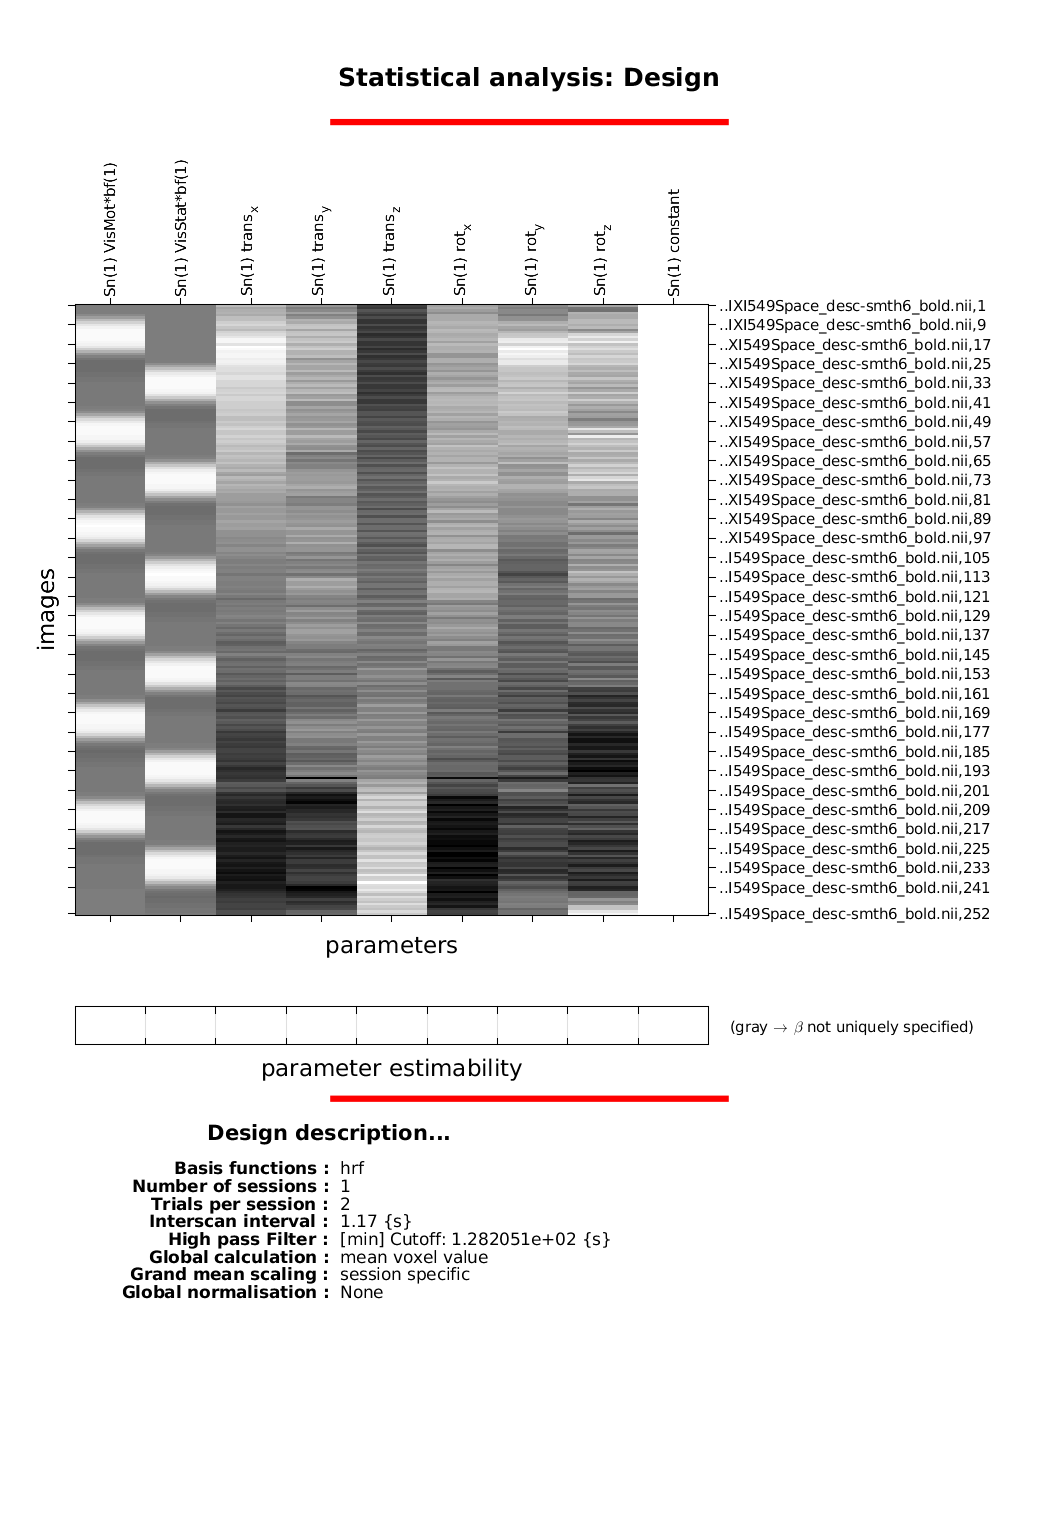 Statistical analysis: Design
Sn(1) VisMot*bf(1)
Sn(1) VisStat*bf(1)
Sn(1) trans_x
Sn(1) trans_y
Sn(1) trans_z
Sn(1) rot_x
Sn(1) rot_y
Sn(1) rot_z
Sn(1) constant
images
..IXI549Space_desc-smth6_bold.nii,1
..IXI549Space_desc-smth6_bold.nii,9
..XI549Space_desc-smth6_bold.nii,17
..XI549Space_desc-smth6_bold.nii,25
..XI549Space_desc-smth6_bold.nii,33
..XI549Space_desc-smth6_bold.nii,41
..XI549Space_desc-smth6_bold.nii,49
..XI549Space_desc-smth6_bold.nii,57
..XI549Space_desc-smth6_bold.nii,65
..XI549Space_desc-smth6_bold.nii,73
..XI549Space_desc-smth6_bold.nii,81
..XI549Space_desc-smth6_bold.nii,89
..XI549Space_desc-smth6_bold.nii,97
..I549Space_desc-smth6_bold.nii,105
..I549Space_desc-smth6_bold.nii,113
..I549Space_desc-smth6_bold.nii,121
..I549Space_desc-smth6_bold.nii,129
..I549Space_desc-smth6_bold.nii,137
..I549Space_desc-smth6_bold.nii,145
..I549Space_desc-smth6_bold.nii,153
..I549Space_desc-smth6_bold.nii,161
..I549Space_desc-smth6_bold.nii,169
..I549Space_desc-smth6_bold.nii,177
..I549Space_desc-smth6_bold.nii,185
..I549Space_desc-smth6_bold.nii,193
..I549Space_desc-smth6_bold.nii,201
..I549Space_desc-smth6_bold.nii,209
..I549Space_desc-smth6_bold.nii,217
..I549Space_desc-smth6_bold.nii,225
..I549Space_desc-smth6_bold.nii,233
..I549Space_desc-smth6_bold.nii,241
..I549Space_desc-smth6_bold.nii,252
parameters
(gray → β not uniquely specified)
parameter estimability
Design description...
Basis functions : hrf
Number of sessions : 1
Trials per session : 2
Interscan interval : 1.17 {s}
High pass Filter : [min] Cutoff: 1.282051e+02 {s}
Global calculation : mean voxel value
Grand mean scaling : session specific
Global normalisation : None